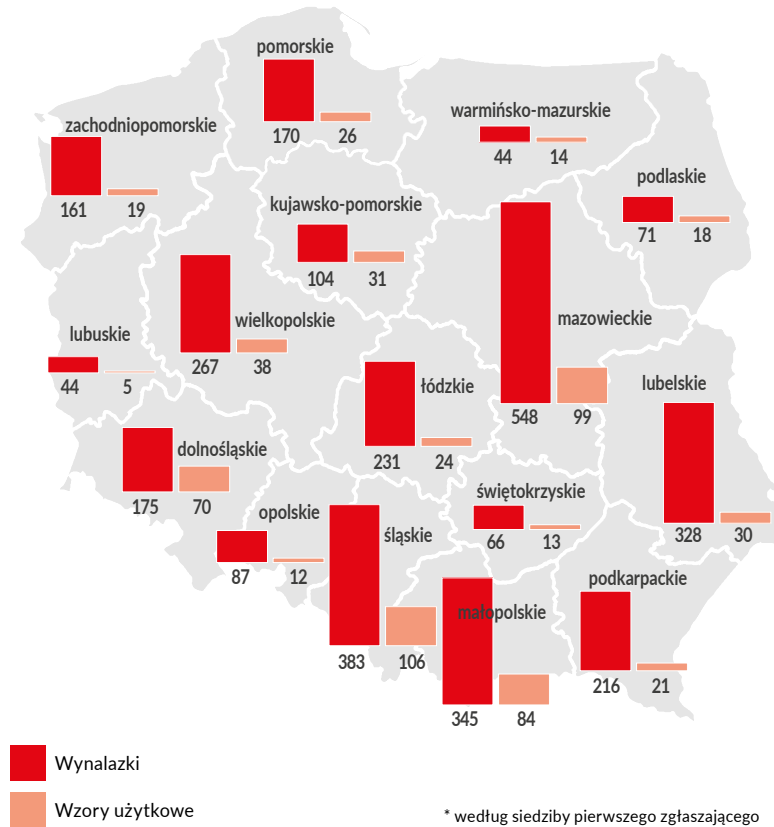 pomorskie
170 26
warmińsko-mazurskie
44 14
zachodniopomorskie
161 19
podlaskie
71 18
kujawsko-pomorskie
104 31
mazowieckie
548 99
wielkopolskie
267 38
lubuskie
44 5
łódzkie
231 24
lubelskie
328 30
dolnośląskie
175 70
opolskie
87 12
śląskie
383 106
świętokrzyskie
66 13
małopolskie
345 84
podkarpackie
216 21
Wynalazki
Wzory użytkowe
* według siedziby pierwszego zgłaszającego